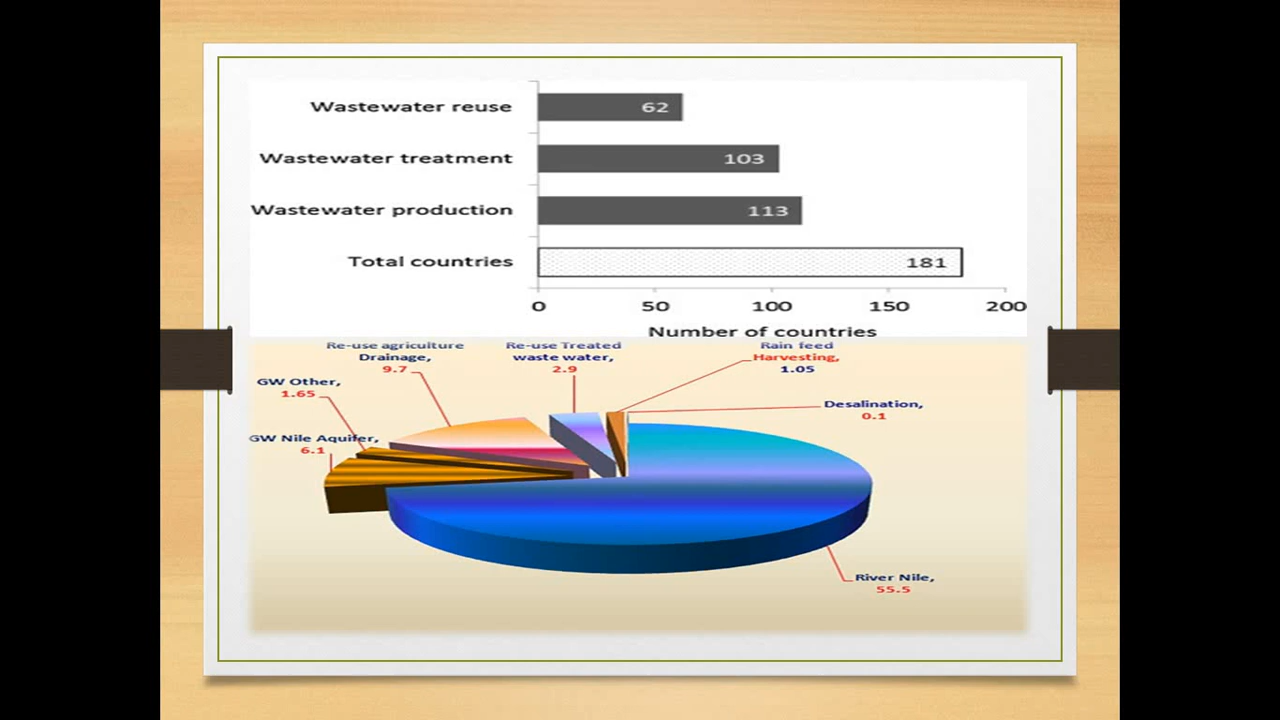 Wastewater reuse 62
Wastewater treatment 103
Wastewater production 113
Total countries 181
0 50 100 150 200
Number of countries
Re-use agriculture
Drainage,
9.7
Re-use Treated
waste water,
2.9
Rain feed
Harvesting,
1.05
GW Other,
1.65
Desalination,
0.1
GW Nile Aquifer,
6.1
River Nile,
55.5